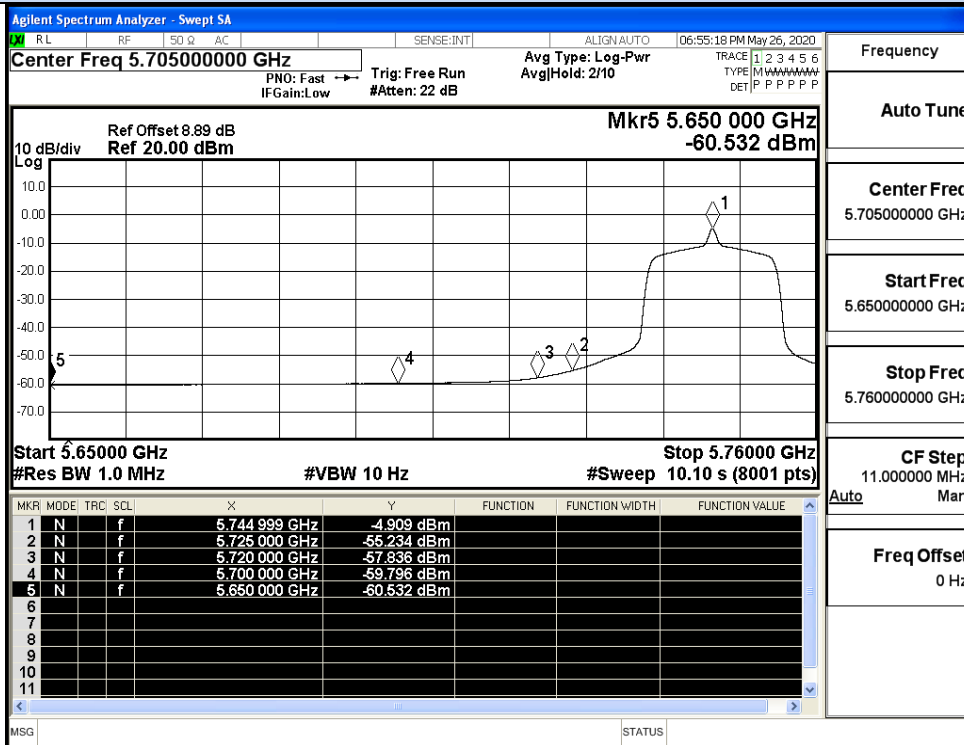 Agilent Spectrum Analyzer - Swept SA
LXI RL RF 50 Ω AC SENSE:INT ALIGN AUTO 06:55:18 PM May 26, 2020
Center Freq 5.705000000 GHz
PNO: Fast
IFGain:Low
Trig: Free Run
#Atten: 22 dB
Avg Type: Log-Pwr
Avg|Hold: 2/10
TRACE 1 2 3 4 5 6
TYPE M W W W W W
DET P P P P P P
Mkr5 5.650 000 GHz
-60.532 dBm
Ref Offset 8.89 dB
10 dB/div Ref 20.00 dBm
Log
10.0
0.00
-10.0
-20.0
-30.0
-40.0
-50.0
-60.0
-70.0
1
2
3
4
5
Start 5.65000 GHz Stop 5.76000 GHz
#Res BW 1.0 MHz #VBW 10 Hz #Sweep 10.10 s (8001 pts)
MKR MODE TRC SCL X Y FUNCTION FUNCTION WIDTH FUNCTION VALUE
1 N f 5.744 999 GHz -4.909 dBm
2 N f 5.725 000 GHz -55.234 dBm
3 N f 5.720 000 GHz -57.836 dBm
4 N f 5.700 000 GHz -59.796 dBm
5 N f 5.650 000 GHz -60.532 dBm
6
7
8
9
10
11
MSG STATUS
Frequency
Auto Tune
Center Freq
5.705000000 GHz
Start Freq
5.650000000 GHz
Stop Freq
5.760000000 GHz
CF Step
11.000000 MHz
Auto Man
Freq Offset
0 Hz